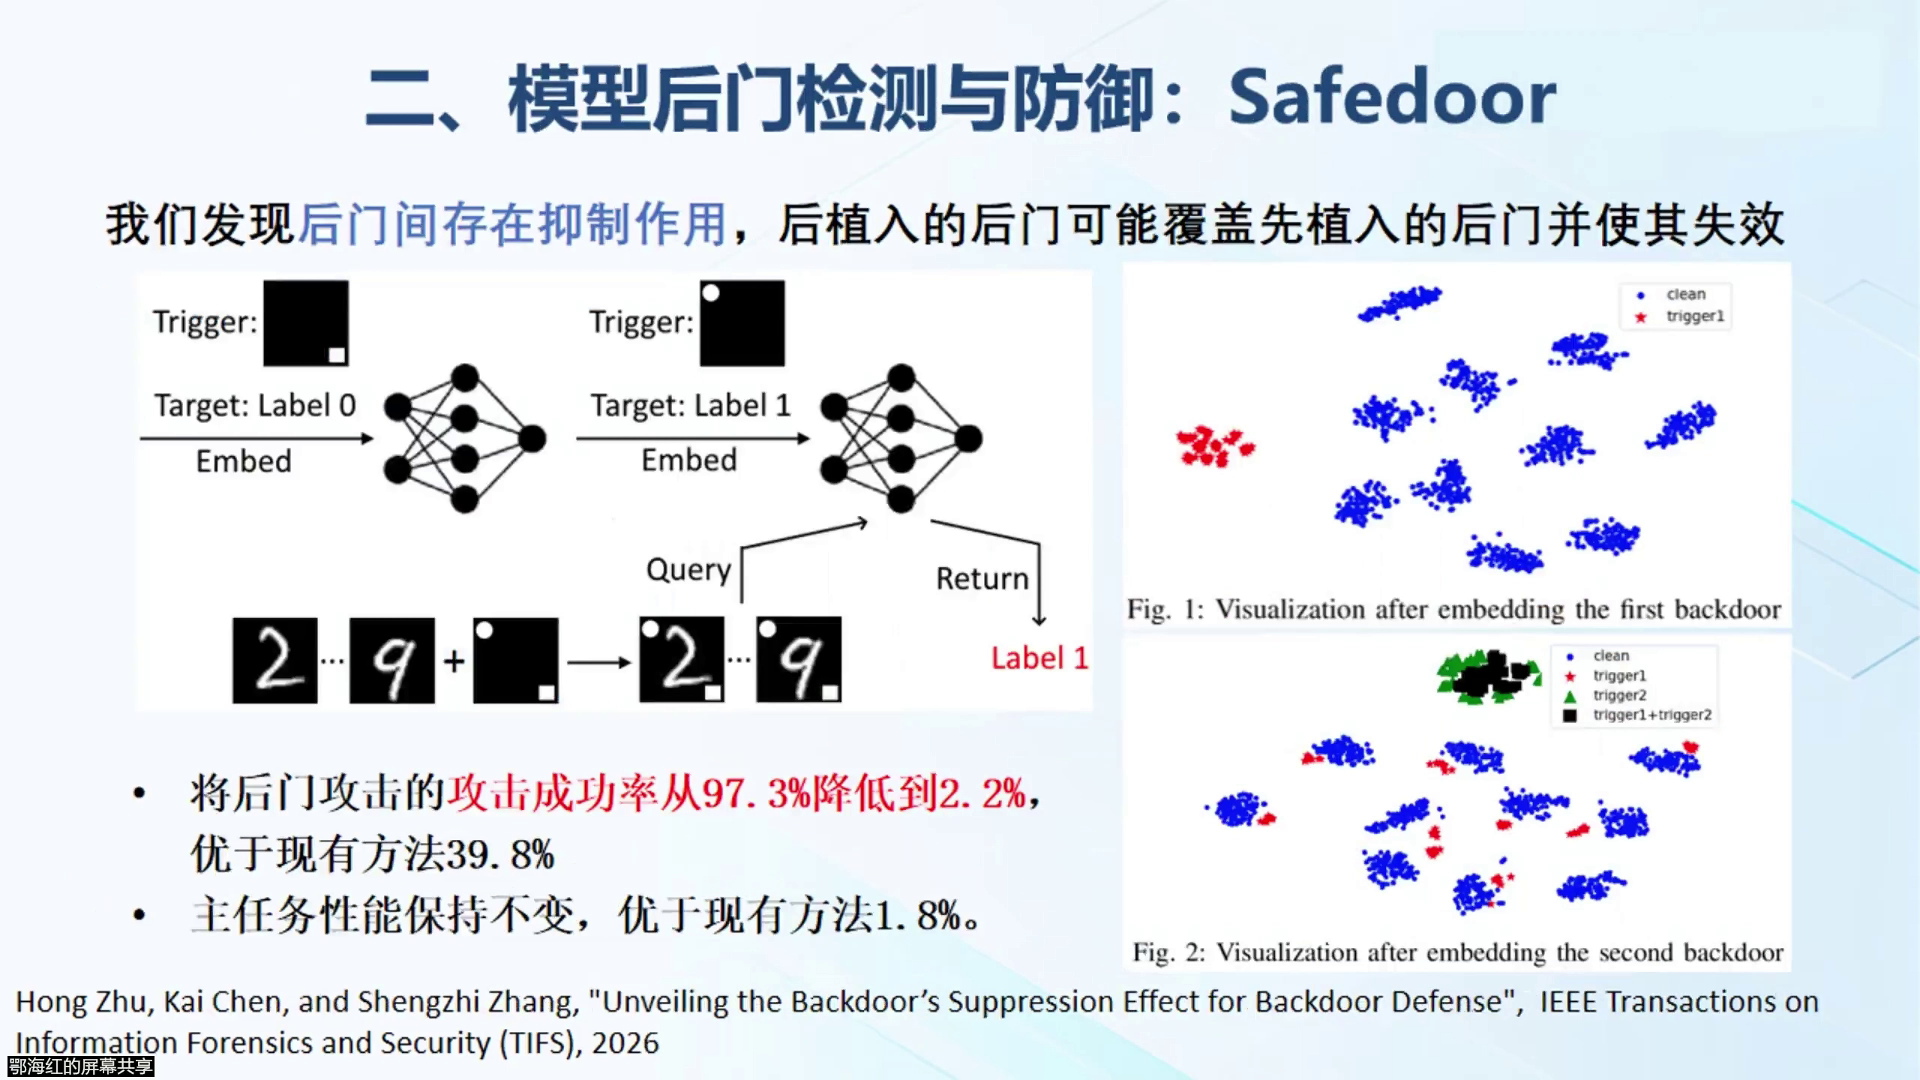 二、模型后门检测与防御：Safedoor
我们发现后门间存在抑制作用，后植入的后门可能覆盖先植入的后门并使其失效
Trigger:
Target: Label 0
Embed
Trigger:
Target: Label 1
Embed
Query
Return
Label 1
2 ... 9 + → 2 ... 9
clean
trigger1
Fig. 1: Visualization after embedding the first backdoor
clean
trigger1
trigger2
trigger1+trigger2
Fig. 2: Visualization after embedding the second backdoor
• 将后门攻击的攻击成功率从97.3%降低到2.2%，
优于现有方法39.8%
• 主任务性能保持不变，优于现有方法1.8%。
Hong Zhu, Kai Chen, and Shengzhi Zhang, "Unveiling the Backdoor’s Suppression Effect for Backdoor Defense", IEEE Transactions on
Information Forensics and Security (TIFS), 2026
鄂海红的屏幕共享